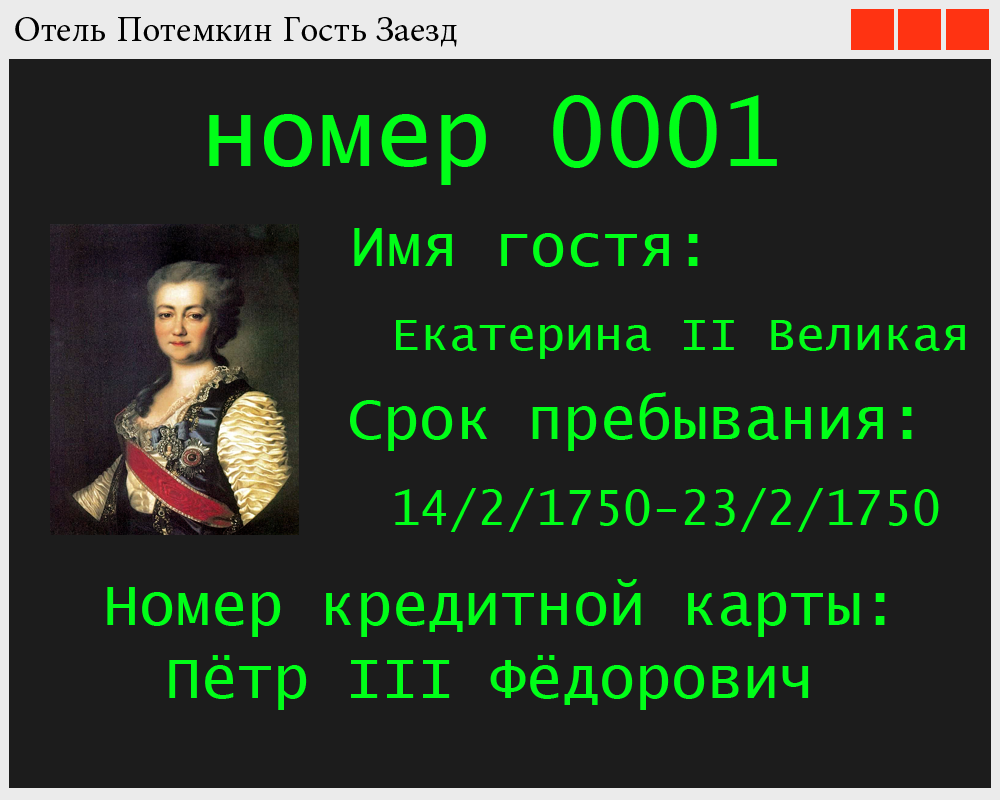 Отель Потемкин Гость Заезд
номер 0001
Имя гостя:
Екатерина II Великая
Срок пребывания:
14/2/1750-23/2/1750
Номер кредитной карты:
Пётр III Фёдорович